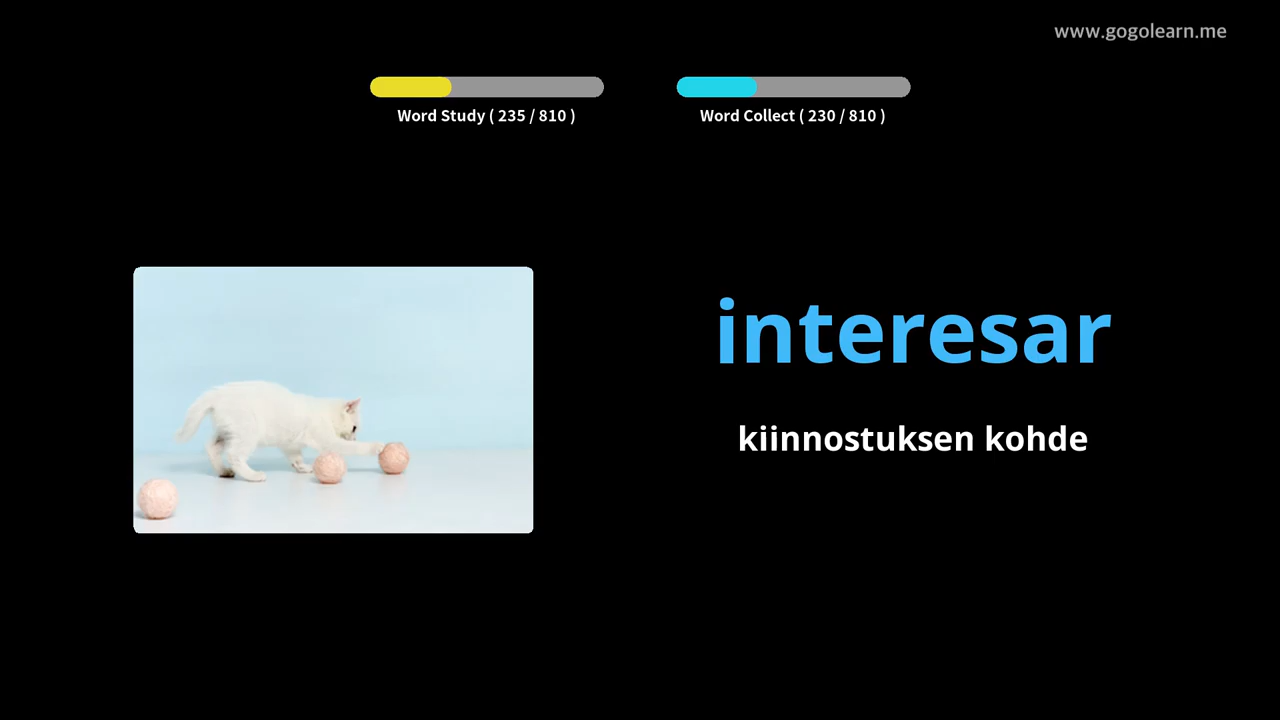 www.gogolearn.me
Word Study ( 235 / 810 )
Word Collect ( 230 / 810 )
interesar
kiinnostuksen kohde